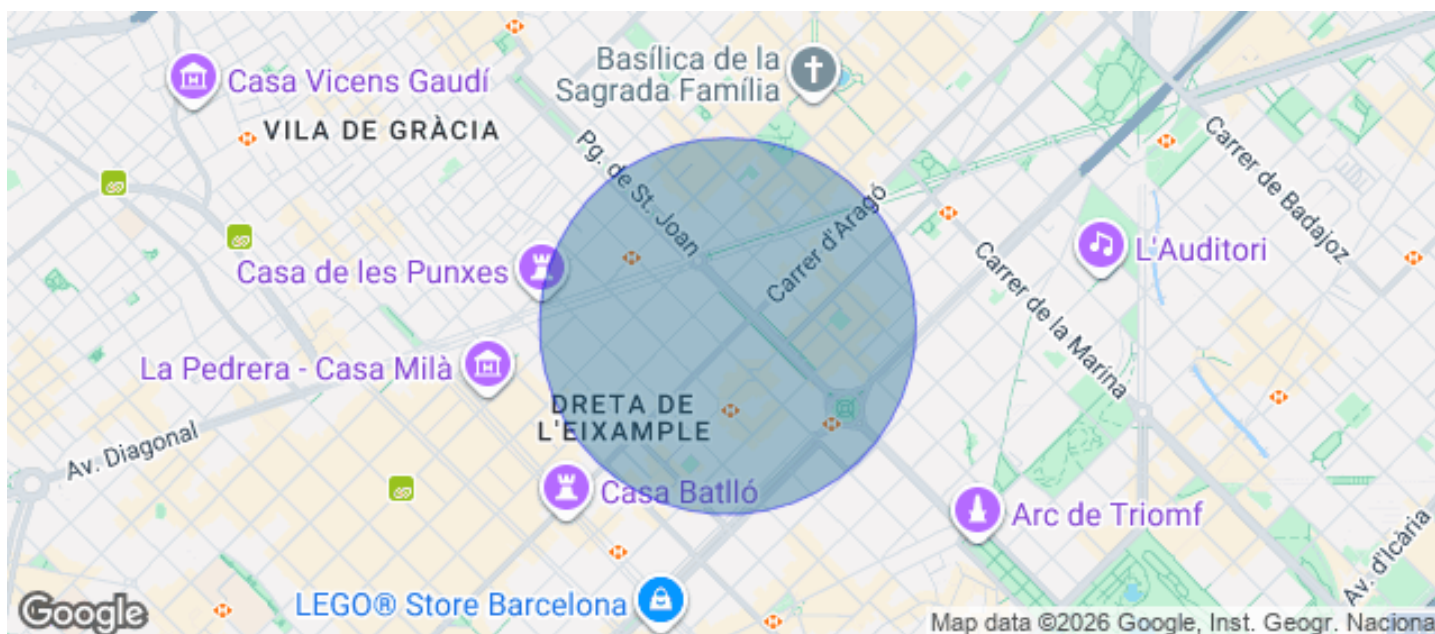 Basílica de la
Sagrada Família
Casa Vicens Gaudí
VILA DE GRÀCIA
Pg. de St. Joan
Carrer de Badajoz
Carrer d'Aragó
L'Auditori
Casa de les Punxes
Carrer de la Marina
La Pedrera - Casa Milà
DRETA DE
L'EIXAMPLE
Av. Diagonal
Casa Batlló
Arc de Triomf
Av. d'Icària
LEGO® Store Barcelona
Google
Map data ©2026 Google, Inst. Geogr. Naciona